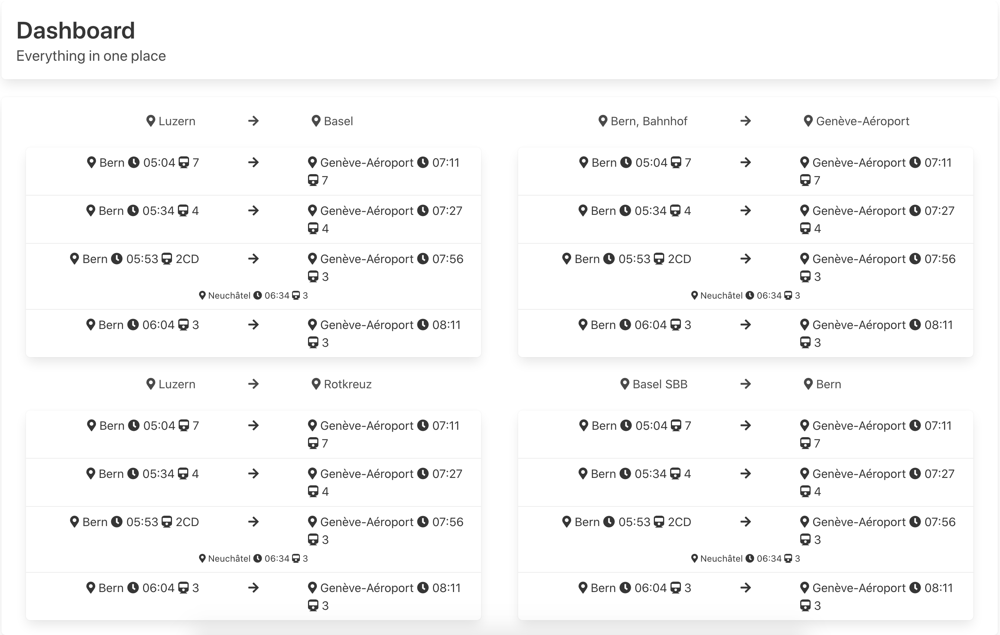 Dashboard
Everything in one place
Luzern → Basel
Bern 05:04 7 → Genève-Aéroport 07:11
7
Bern 05:34 4 → Genève-Aéroport 07:27
4
Bern 05:53 2CD → Genève-Aéroport 07:56
3
Neuchâtel 06:34 3
Bern 06:04 3 → Genève-Aéroport 08:11
3
Bern, Bahnhof → Genève-Aéroport
Bern 05:04 7 → Genève-Aéroport 07:11
7
Bern 05:34 4 → Genève-Aéroport 07:27
4
Bern 05:53 2CD → Genève-Aéroport 07:56
3
Neuchâtel 06:34 3
Bern 06:04 3 → Genève-Aéroport 08:11
3
Luzern → Rotkreuz
Bern 05:04 7 → Genève-Aéroport 07:11
7
Bern 05:34 4 → Genève-Aéroport 07:27
4
Bern 05:53 2CD → Genève-Aéroport 07:56
3
Neuchâtel 06:34 3
Bern 06:04 3 → Genève-Aéroport 08:11
3
Basel SBB → Bern
Bern 05:04 7 → Genève-Aéroport 07:11
7
Bern 05:34 4 → Genève-Aéroport 07:27
4
Bern 05:53 2CD → Genève-Aéroport 07:56
3
Neuchâtel 06:34 3
Bern 06:04 3 → Genève-Aéroport 08:11
3